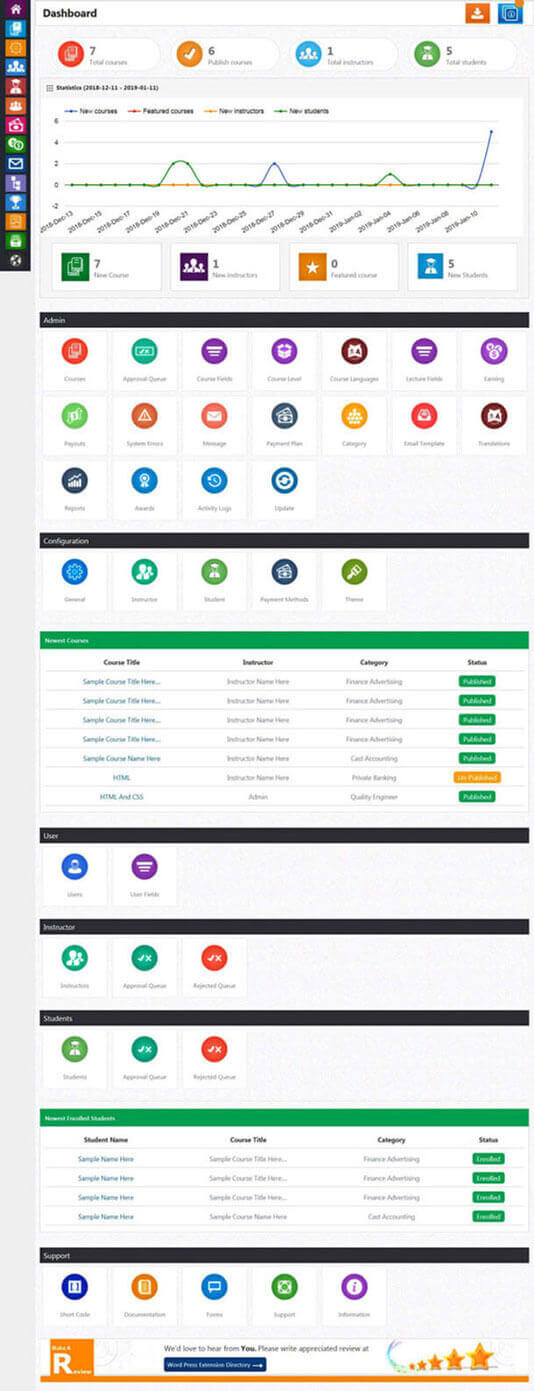 Dashboard
7
Total courses
6
Publish courses
1
Total instructors
5
Total students
Statistics (2018-12-11 - 2019-01-11)
New courses Featured courses New instructors New students
6
4
2
0
-2
2018-Dec-13 2018-Dec-15 2018-Dec-17 2018-Dec-19 2018-Dec-21 2018-Dec-23 2018-Dec-25 2018-Dec-27 2018-Dec-29 2018-Dec-31 2019-Jan-02 2019-Jan-04 2019-Jan-06 2019-Jan-08 2019-Jan-10
7
New Course
1
New instructors
0
Featured course
5
New Students
Admin
Courses Approval Queue Course Fields Course Level Course Languages Lecture Fields Earning
Payouts System Errors Message Payment Plan Category Email Template Translations
Reports Awards Activity Logs Update
Configuration
General Instructor Student Payment Methods Theme
Newest Courses
Course Title Instructor Category Status
Sample Course Title Here... Instructor Name Here Finance Advertising Published
Sample Course Title Here... Instructor Name Here Finance Advertising Published
Sample Course Title Here... Instructor Name Here Finance Advertising Published
Sample Course Title Here... Instructor Name Here Finance Advertising Published
Sample Course Name Here Instructor Name Here Cast Accounting Published
HTML Instructor Name Here Private Banking Un-Published
HTML And CSS Admin Quality Engineer Published
User
Users User Fields
Instructor
Instructors Approval Queue Rejected Queue
Students
Students Approval Queue Rejected Queue
Newest Enrolled Students
Student Name Course Title Category Status
Sample Name Here Sample Course Title Here... Finance Advertising Enrolled
Sample Name Here Sample Course Title Here... Finance Advertising Enrolled
Sample Name Here Sample Course Title Here... Finance Advertising Enrolled
Sample Name Here Sample Course Name Here Cast Accounting Enrolled
Support
Short Code Documentation Forms Support Information
Review
We'd love to hear from You. Please write appreciated review at
Word Press Extension Directory